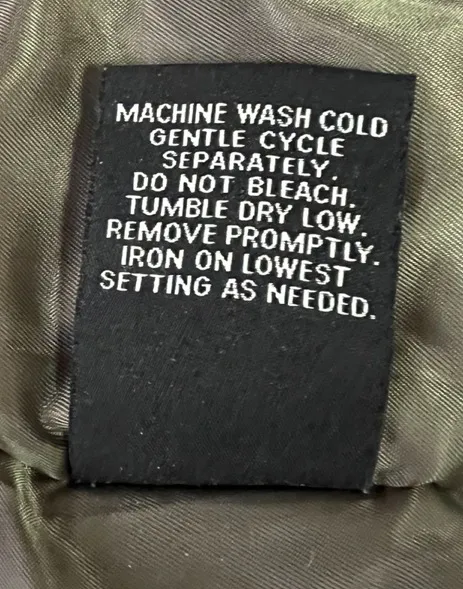 MACHINE WASH COLD
GENTLE CYCLE
SEPARATELY.
DO NOT BLEACH.
TUMBLE DRY LOW.
REMOVE PROMPTLY.
IRON ON LOWEST
SETTING AS NEEDED.